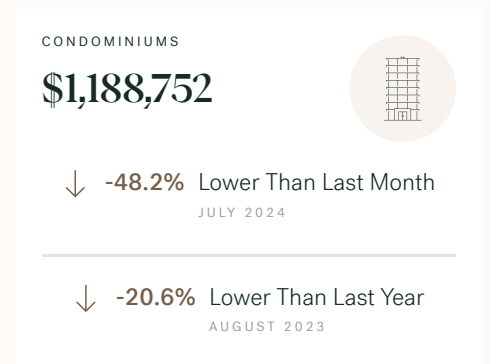 CONDOMINIUMS
$1,188,752
-48.2% Lower Than Last Month
JULY 2024
-20.6% Lower Than Last Year
AUGUST 2023